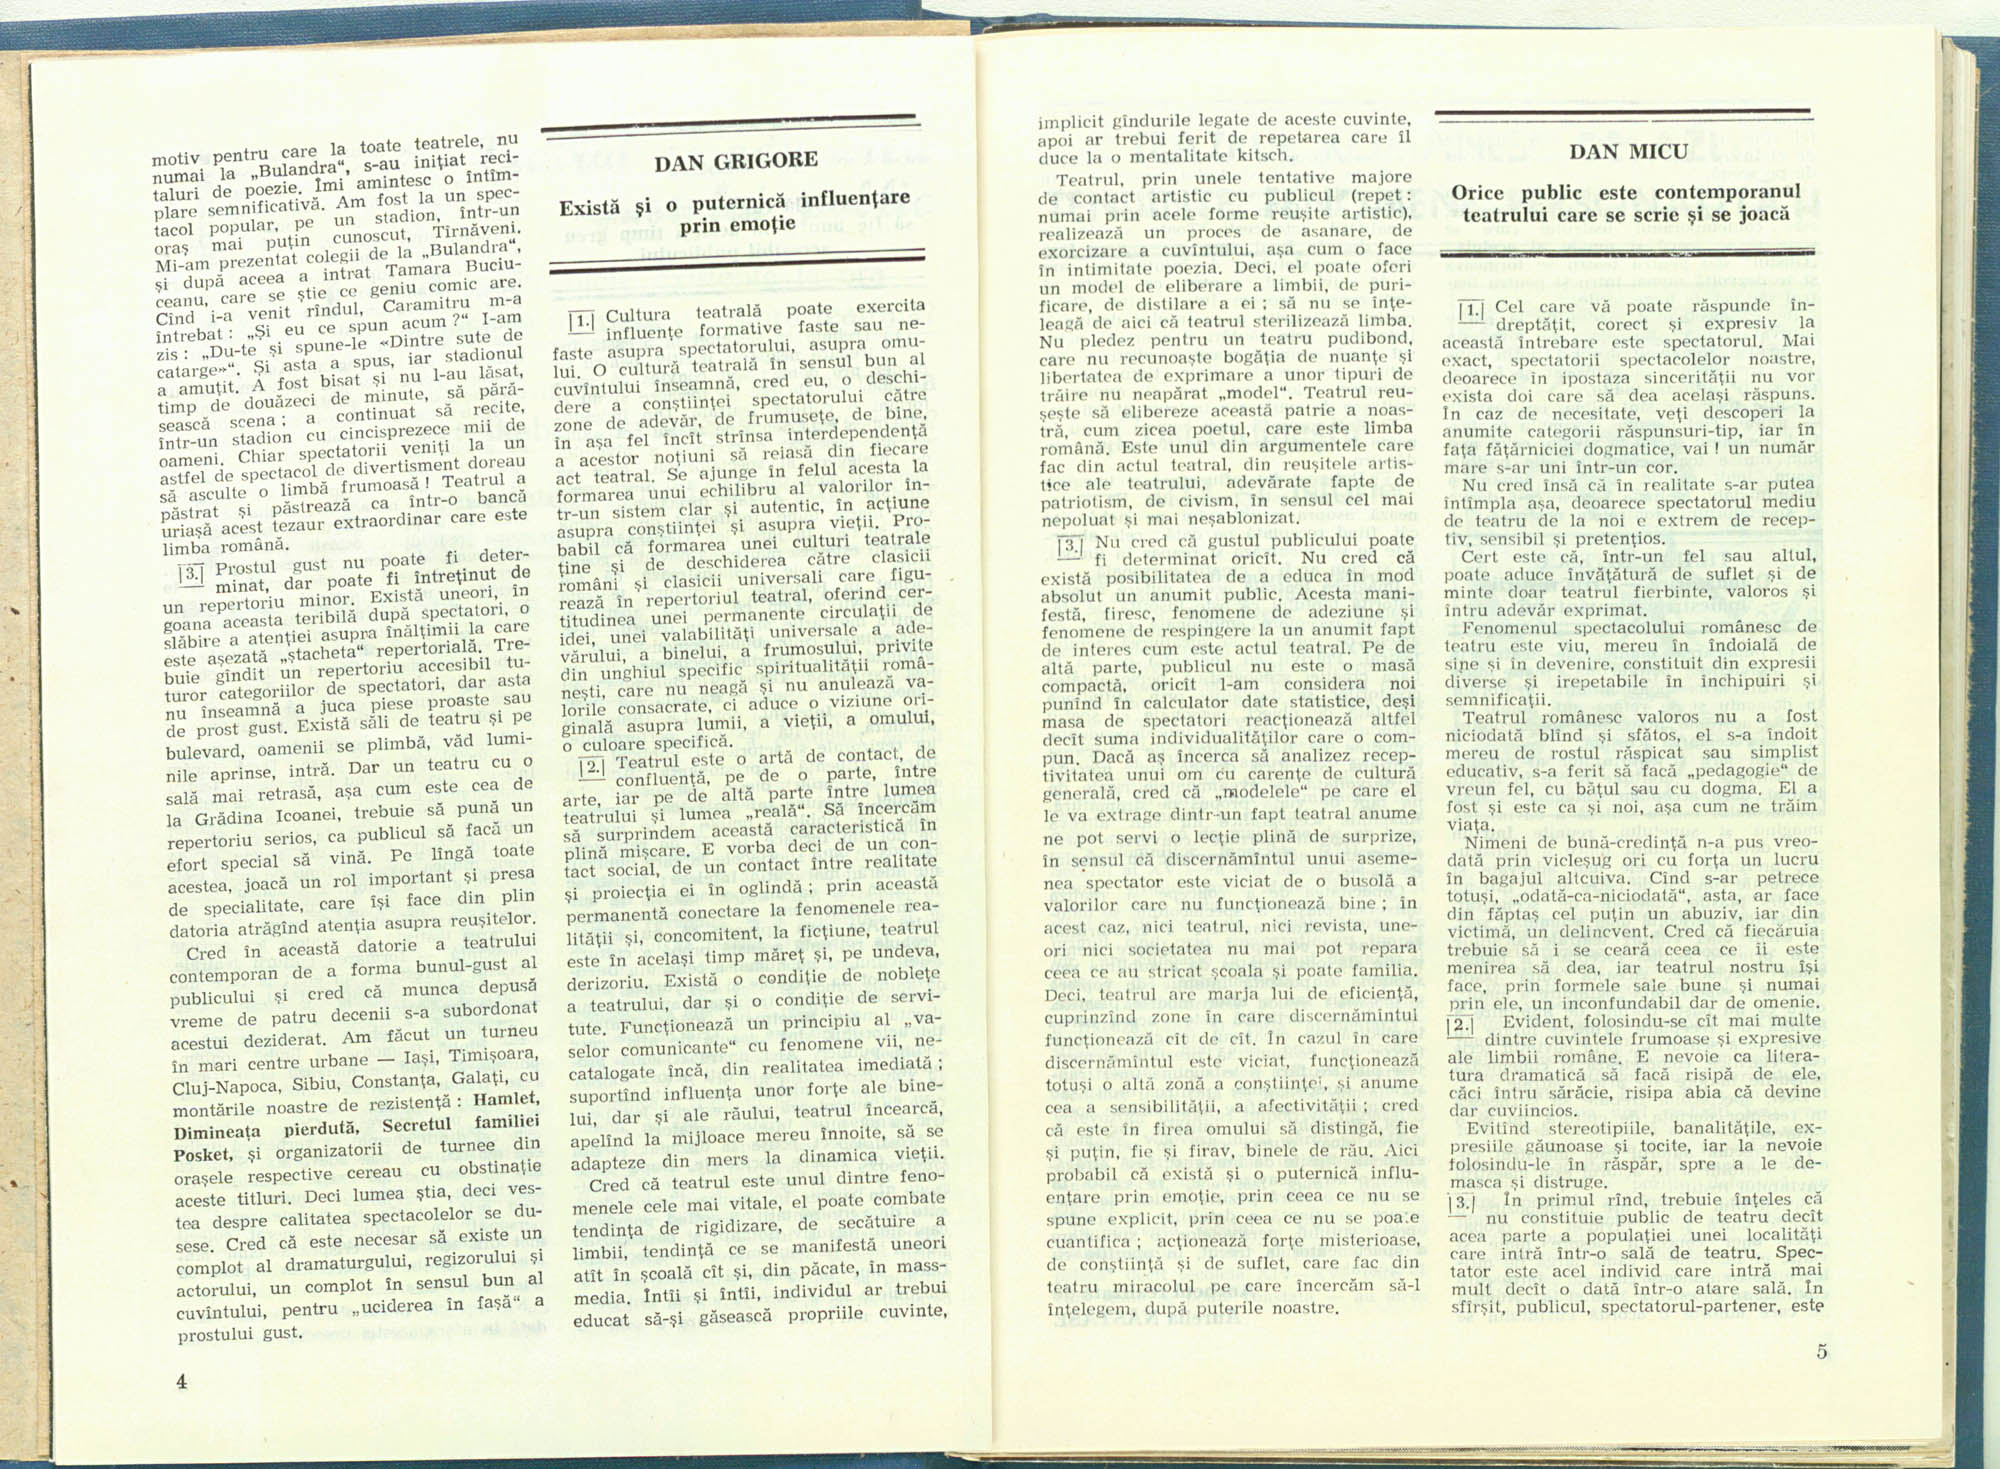 motiv pentru care la toate teatrele, nu
numai la „Bulandra“, s-au inițiat reci-
taluri de poezie. Îmi amintesc o întîm-
plare semnificativă. Am fost la un spec-
tacol popular, pe un stadion, într-un
oraș mai puțin cunoscut, Tîrnăveni.
Mi-am prezentat colegii de la „Bulandra“,
și după aceea a intrat Tamara Buciu-
ceanu, care se știe ce geniu comic are.
Cînd i-a venit rîndul, Caramitru m-a
întrebat : „Și eu ce spun acum ?“ I-am
zis : „Du-te și spune-le «Dintre sute de
catarge»“. Și asta a spus, iar stadionul
a amuțit. A fost bisat și nu l-au lăsat,
timp de douăzeci de minute, să pără-
sească scena ; a continuat să recite,
într-un stadion cu cincisprezece mii de
oameni. Chiar spectatorii veniți la un
astfel de spectacol de divertisment doreau
să asculte o limbă frumoasă ! Teatrul a
păstrat și păstrează ca într-o bancă
uriașă acest tezaur extraordinar care este
limba română.
3. Prostul gust nu poate fi deter-
minat, dar poate fi întreținut de
un repertoriu minor. Există uneori, în
goana aceasta teribilă după spectatori, o
slăbire a atenției asupra înălțimii la care
este așezată „ștacheta“ repertorială. Tre-
buie gîndit un repertoriu accesibil tu-
turor categoriilor de spectatori, dar asta
nu înseamnă a juca piese proaste sau
de prost gust. Există săli de teatru și pe
bulevard, oamenii se plimbă, văd lumi-
nile aprinse, intră. Dar un teatru cu o
sală mai retrasă, așa cum este cea de
la Grădina Icoanei, trebuie să pună un
repertoriu serios, ca publicul să facă un
efort special să vină. Pe lîngă toate
acestea, joacă un rol important și presa
de specialitate, care își face din plin
datoria atrăgînd atenția asupra reușitelor.
Cred în această datorie a teatrului
contemporan de a forma bunul-gust al
publicului și cred că munca depusă
vreme de patru decenii s-a subordonat
acestui deziderat. Am făcut un turneu
în mari centre urbane — Iași, Timișoara,
Cluj-Napoca, Sibiu, Constanța, Galați, cu
montările noastre de rezistență : Hamlet,
Dimineața pierdută, Secretul familiei
Posket, și organizatorii de turnee din
orașele respective cereau cu obstinație
aceste titluri. Deci lumea știa, deci ves-
tea despre calitatea spectacolelor se du-
sese. Cred că este necesar să existe un
complot al dramaturgului, regizorului și
actorului, un complot în sensul bun al
cuvîntului, pentru „uciderea în fașă“ a
prostului gust.
4
DAN GRIGORE
Există și o puternică influențare
prin emoție
1. Cultura teatrală poate exercita
influențe formative faste sau ne-
faste asupra spectatorului, asupra omu-
lui. O cultură teatrală în sensul bun al
cuvîntului înseamnă, cred eu, o deschi-
dere a conștiinței spectatorului către
zone de adevăr, de frumusețe, de bine,
în așa fel încît strînsa interdependență
a acestor noțiuni să reiasă din fiecare
act teatral. Se ajunge în felul acesta la
formarea unui echilibru al valorilor în-
tr-un sistem clar și autentic, în acțiune
asupra conștiinței și asupra vieții. Pro-
babil că formarea unei culturi teatrale
ține și de deschiderea către clasicii
români și clasicii universali care figu-
rează în repertoriul teatral, oferind cer-
titudinea unei permanente circulații de
idei, unei valabilități universale a ade-
vărului, a binelui, a frumosului, privite
din unghiul specific spiritualității româ-
nești, care nu neagă și nu anulează va-
lorile consacrate, ci aduce o viziune ori-
ginală asupra lumii, a vieții, a omului,
o culoare specifică.
2. Teatrul este o artă de contact, de
confluență, pe de o parte, între
arte, iar pe de altă parte între lumea
teatrului și lumea „reală“. Să încercăm
să surprindem această caracteristică în
plină mișcare. E vorba deci de un con-
tact social, de un contact între realitate
și proiecția ei în oglindă ; prin această
permanentă conectare la fenomenele rea-
lității și, concomitent, la ficțiune, teatrul
este în același timp măreț și, pe undeva,
derizoriu. Există o condiție de noblețe
a teatrului, dar și o condiție de servi-
tute. Funcționează un principiu al „va-
selor comunicante“ cu fenomene vii, ne-
catalogate încă, din realitatea imediată ;
suportînd influența unor forțe ale bine-
lui, dar și ale răului, teatrul încearcă,
apelînd la mijloace mereu înnoite, să se
adapteze din mers la dinamica vieții.
Cred că teatrul este unul dintre feno-
menele cele mai vitale, el poate combate
tendința de rigidizare, de secătuire a
limbii, tendință ce se manifestă uneori
atît în școală cît și, din păcate, în mass-
media. Întîi și întîi, individul ar trebui
educat să-și găsească propriile cuvinte,
implicit gîndurile legate de aceste cuvinte,
apoi ar trebui ferit de repetarea care îl
duce la o mentalitate kitsch.
Teatrul, prin unele tentative majore
de contact artistic cu publicul (repet :
numai prin acele forme reușite artistic),
realizează un proces de asanare, de
exorcizare a cuvîntului, așa cum o face
în intimitate poezia. Deci, el poate oferi
un model de eliberare a limbii, de puri-
ficare, de distilare a ei ; să nu se înțe-
leagă de aici că teatrul sterilizează limba.
Nu pledez pentru un teatru pudibond,
care nu recunoaște bogăția de nuanțe și
libertatea de exprimare a unor tipuri de
trăire nu neapărat „model“. Teatrul reu-
șește să elibereze această patrie a noas-
tră, cum zicea poetul, care este limba
română. Este unul din argumentele care
fac din actul teatral, din reușitele artis-
tice ale teatrului, adevărate fapte de
patriotism, de civism, în sensul cel mai
nepoluat și mai neșablonizat.
3. Nu cred că gustul publicului poate
fi determinat oricît. Nu cred că
există posibilitatea de a educa în mod
absolut un anumit public. Acesta mani-
festă, firesc, fenomene de adeziune și
fenomene de respingere la un anumit fapt
de interes cum este actul teatral. Pe de
altă parte, publicul nu este o masă
compactă, oricît l-am considera noi
punînd în calculator date statistice, deși
masa de spectatori reacționează altfel
decît suma individualităților care o com-
pun. Dacă aș încerca să analizez recep-
tivitatea unui om cu carențe de cultură
generală, cred că „modelele“ pe care el
le va extrage dintr-un fapt teatral anume
ne pot servi o lecție plină de surprize,
în sensul că discernămîntul unui aseme-
nea spectator este viciat de o busolă a
valorilor care nu funcționează bine ; în
acest caz, nici teatrul, nici revista, une-
ori nici societatea nu mai pot repara
ceea ce au stricat școala și poate familia.
Deci, teatrul are marja lui de eficiență,
cuprinzînd zone în care discernămîntul
funcționează cît de cît. În cazul în care
discernămîntul este viciat, funcționează
totuși o altă zonă a conștiinței, și anume
cea a sensibilității, a afectivității ; cred
că este în firea omului să distingă, fie
și puțin, fie și firav, binele de rău. Aici
probabil că există și o puternică influ-
ențare prin emoție, prin ceea ce nu se
spune explicit, prin ceea ce nu se poate
cuantifica ; acționează forțe misterioase,
de conștiință și de suflet, care fac din
teatru miracolul pe care încercăm să-l
înțelegem, după puterile noastre.
DAN MICU
Orice public este contemporanul
teatrului care se scrie și se joacă
1. Cel care vă poate răspunde în-
dreptățit, corect și expresiv la
această întrebare este spectatorul. Mai
exact, spectatorii spectacolelor noastre,
deoarece în ipostaza sincerității nu vor
exista doi care să dea același răspuns.
În caz de necesitate, veți descoperi la
anumite categorii răspunsuri-tip, iar în
fața fățărniciei dogmatice, vai ! un număr
mare s-ar uni într-un cor.
Nu cred însă că în realitate s-ar putea
întîmpla așa, deoarece spectatorul mediu
de teatru de la noi e extrem de recep-
tiv, sensibil și pretențios.
Cert este că, într-un fel sau altul,
poate aduce învățătură de suflet și de
minte doar teatrul fierbinte, valoros și
întru adevăr exprimat.
Fenomenul spectacolului românesc de
teatru este viu, mereu în îndoială de
sine și în devenire, constituit din expresii
diverse și irepetabile în închipuiri și
semnificații.
Teatrul românesc valoros nu a fost
niciodată blînd și sfătos, el s-a îndoit
mereu de rostul răspicat sau simplist
educativ, s-a ferit să facă „pedagogie“ de
vreun fel, cu bățul sau cu dogma. El a
fost și este ca și noi, așa cum ne trăim
viața.
Nimeni de bună-credință n-a pus vreo-
dată prin vicleșug ori cu forța un lucru
în bagajul altcuiva. Cînd s-ar petrece
totuși, „odată-ca-niciodată“, asta, ar face
din făptaș cel puțin un abuziv, iar din
victimă, un delincvent. Cred că fiecăruia
trebuie să i se ceară ceea ce îi este
menirea să dea, iar teatrul nostru își
face, prin formele sale bune și numai
prin ele, un inconfundabil dar de omenie.
2. Evident, folosindu-se cît mai multe
dintre cuvintele frumoase și expresive
ale limbii române. E nevoie ca litera-
tura dramatică să facă risipă de ele,
căci întru sărăcie, risipa abia că devine
dar cuviincios.
Evitînd stereotipiile, banalitățile, ex-
presiile găunoase și tocite, iar la nevoie
folosindu-le în răspăr, spre a le de-
masca și distruge.
3. În primul rînd, trebuie înțeles că
nu constituie public de teatru decît
acea parte a populației unei localități
care intră într-o sală de teatru. Spec-
tator este acel individ care intră mai
mult decît o dată într-o atare sală. În
sfîrșit, publicul, spectatorul-partener, este
5